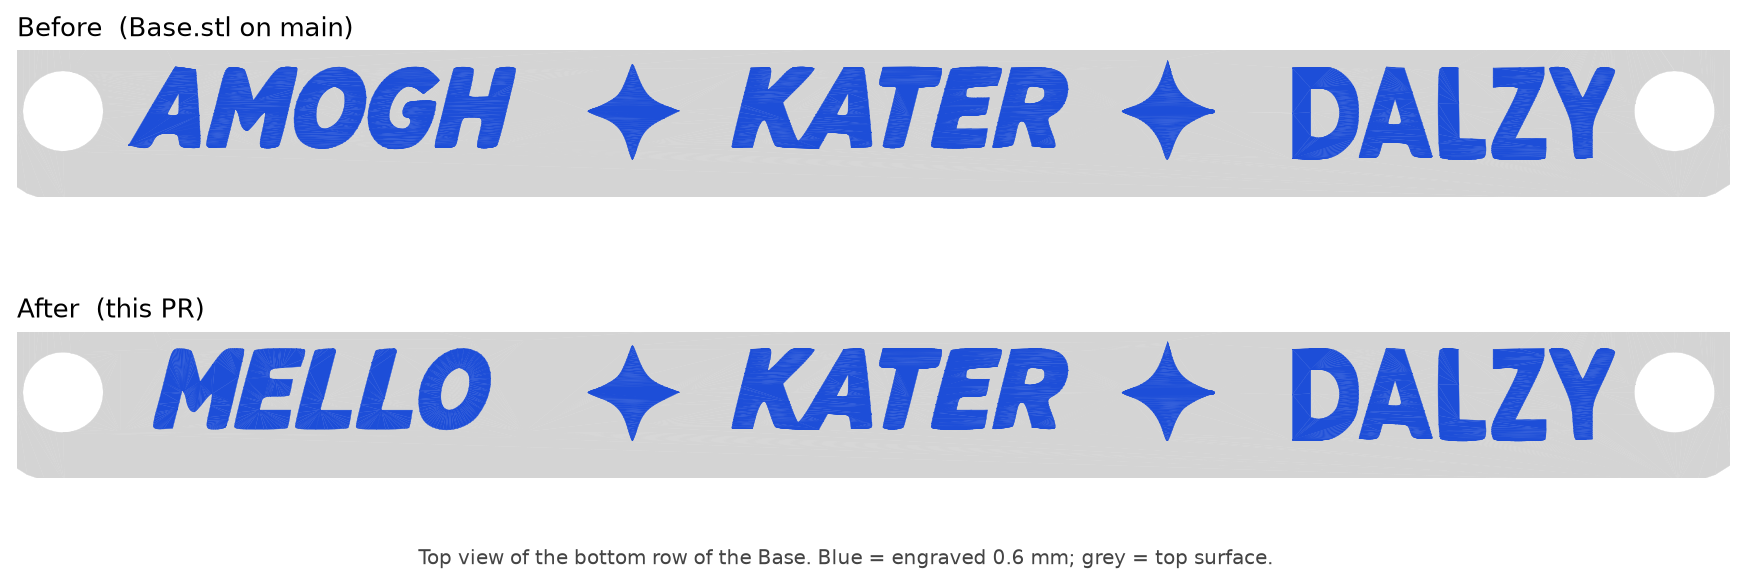 Before (Base.stl on main)
AMOGH KATER DALZY
After (this PR)
MELLO KATER DALZY
Top view of the bottom row of the Base. Blue = engraved 0.6 mm; grey = top surface.